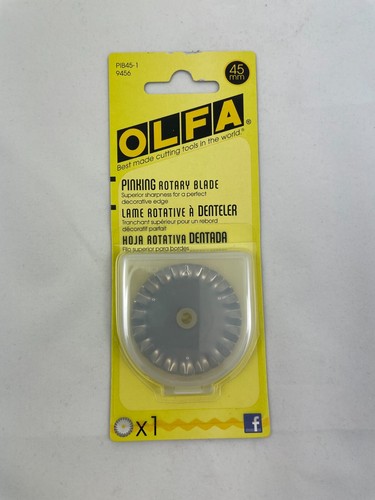 PIB45-1
9456
45
mm
OLFA®
Best made cutting tools in the world.®
PINKING ROTARY BLADE
Superior sharpness for a perfect
decorative edge
LAME ROTATIVE À DENTELER
Tranchant supérieur pour un rebord
décoratif parfait
HOJA ROTATIVA DENTADA
Filo superior para bordes
x1
f